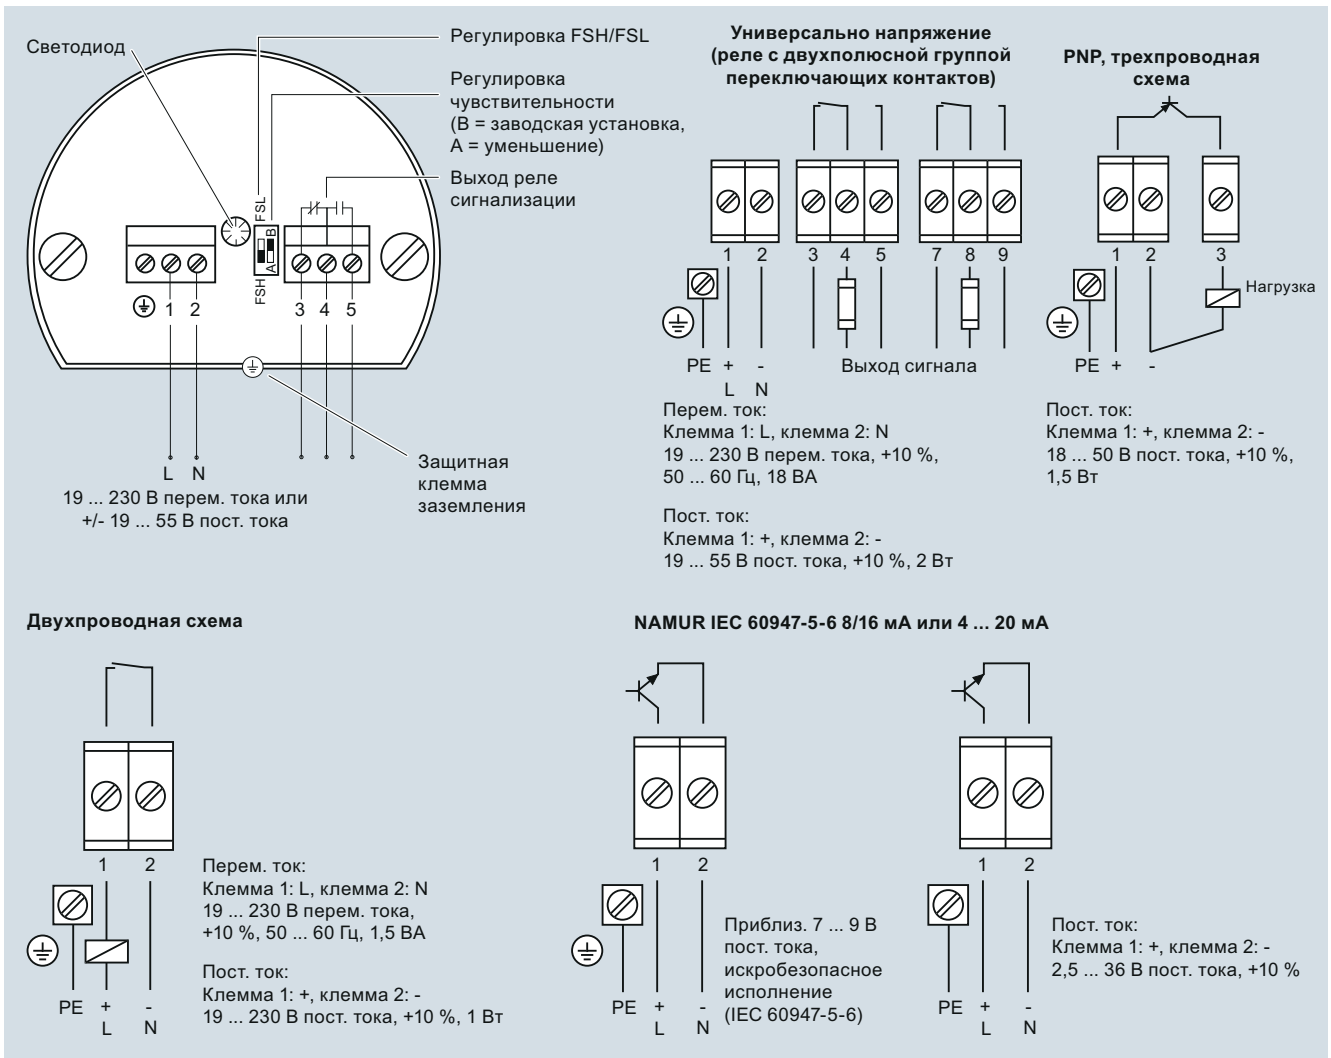 Светодиод
Регулировка FSH/FSL
Регулировка
чувствительности
(B = заводская установка,
A = уменьшение)
Выход реле
сигнализации
FSL
B
A
FSH
1 2
3 4 5
L N
19 ... 230 В перем. тока или
+/- 19 ... 55 В пост. тока
Защитная
клемма
заземления
Универсально напряжение
(реле с двухполюсной группой
переключающих контактов)
1 2 3 4 5 7 8 9
PE + -
L N
Выход сигнала
Перем. ток:
Клемма 1: L, клемма 2: N
19 ... 230 В перем. тока, +10 %,
50 ... 60 Гц, 18 ВА
Пост. ток:
Клемма 1: +, клемма 2: -
19 ... 55 В пост. тока, +10 %, 2 Вт
PNP, трехпроводная
схема
1 2 3
Нагрузка
PE + -
Пост. ток:
Клемма 1: +, клемма 2: -
18 ... 50 В пост. тока, +10 %,
1,5 Вт
Двухпроводная схема
1 2
PE + -
L N
Перем. ток:
Клемма 1: L, клемма 2: N
19 ... 230 В перем. тока,
+10 %, 50 ... 60 Гц, 1,5 ВА
Пост. ток:
Клемма 1: +, клемма 2: -
19 ... 230 В пост. тока, +10 %, 1 Вт
NAMUR IEC 60947-5-6 8/16 мА или 4 ... 20 мА
1 2
PE + -
L N
Приблиз. 7 ... 9 В
пост. тока,
искробезопасное
исполнение
(IEC 60947-5-6)
1 2
PE + -
L N
Пост. ток:
Клемма 1: +, клемма 2: -
2,5 ... 36 В пост. тока, +10 %